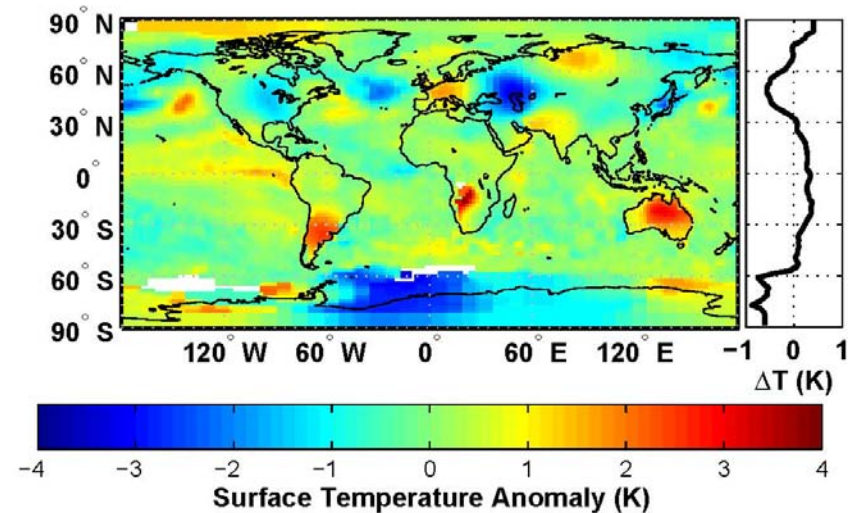 90° N
60° N
30° N
0°
30° S
60° S
90° S
120° W 60° W 0° 60° E 120° E
−1 0 1
ΔT (K)
−4 −3 −2 −1 0 1 2 3 4
Surface Temperature Anomaly (K)